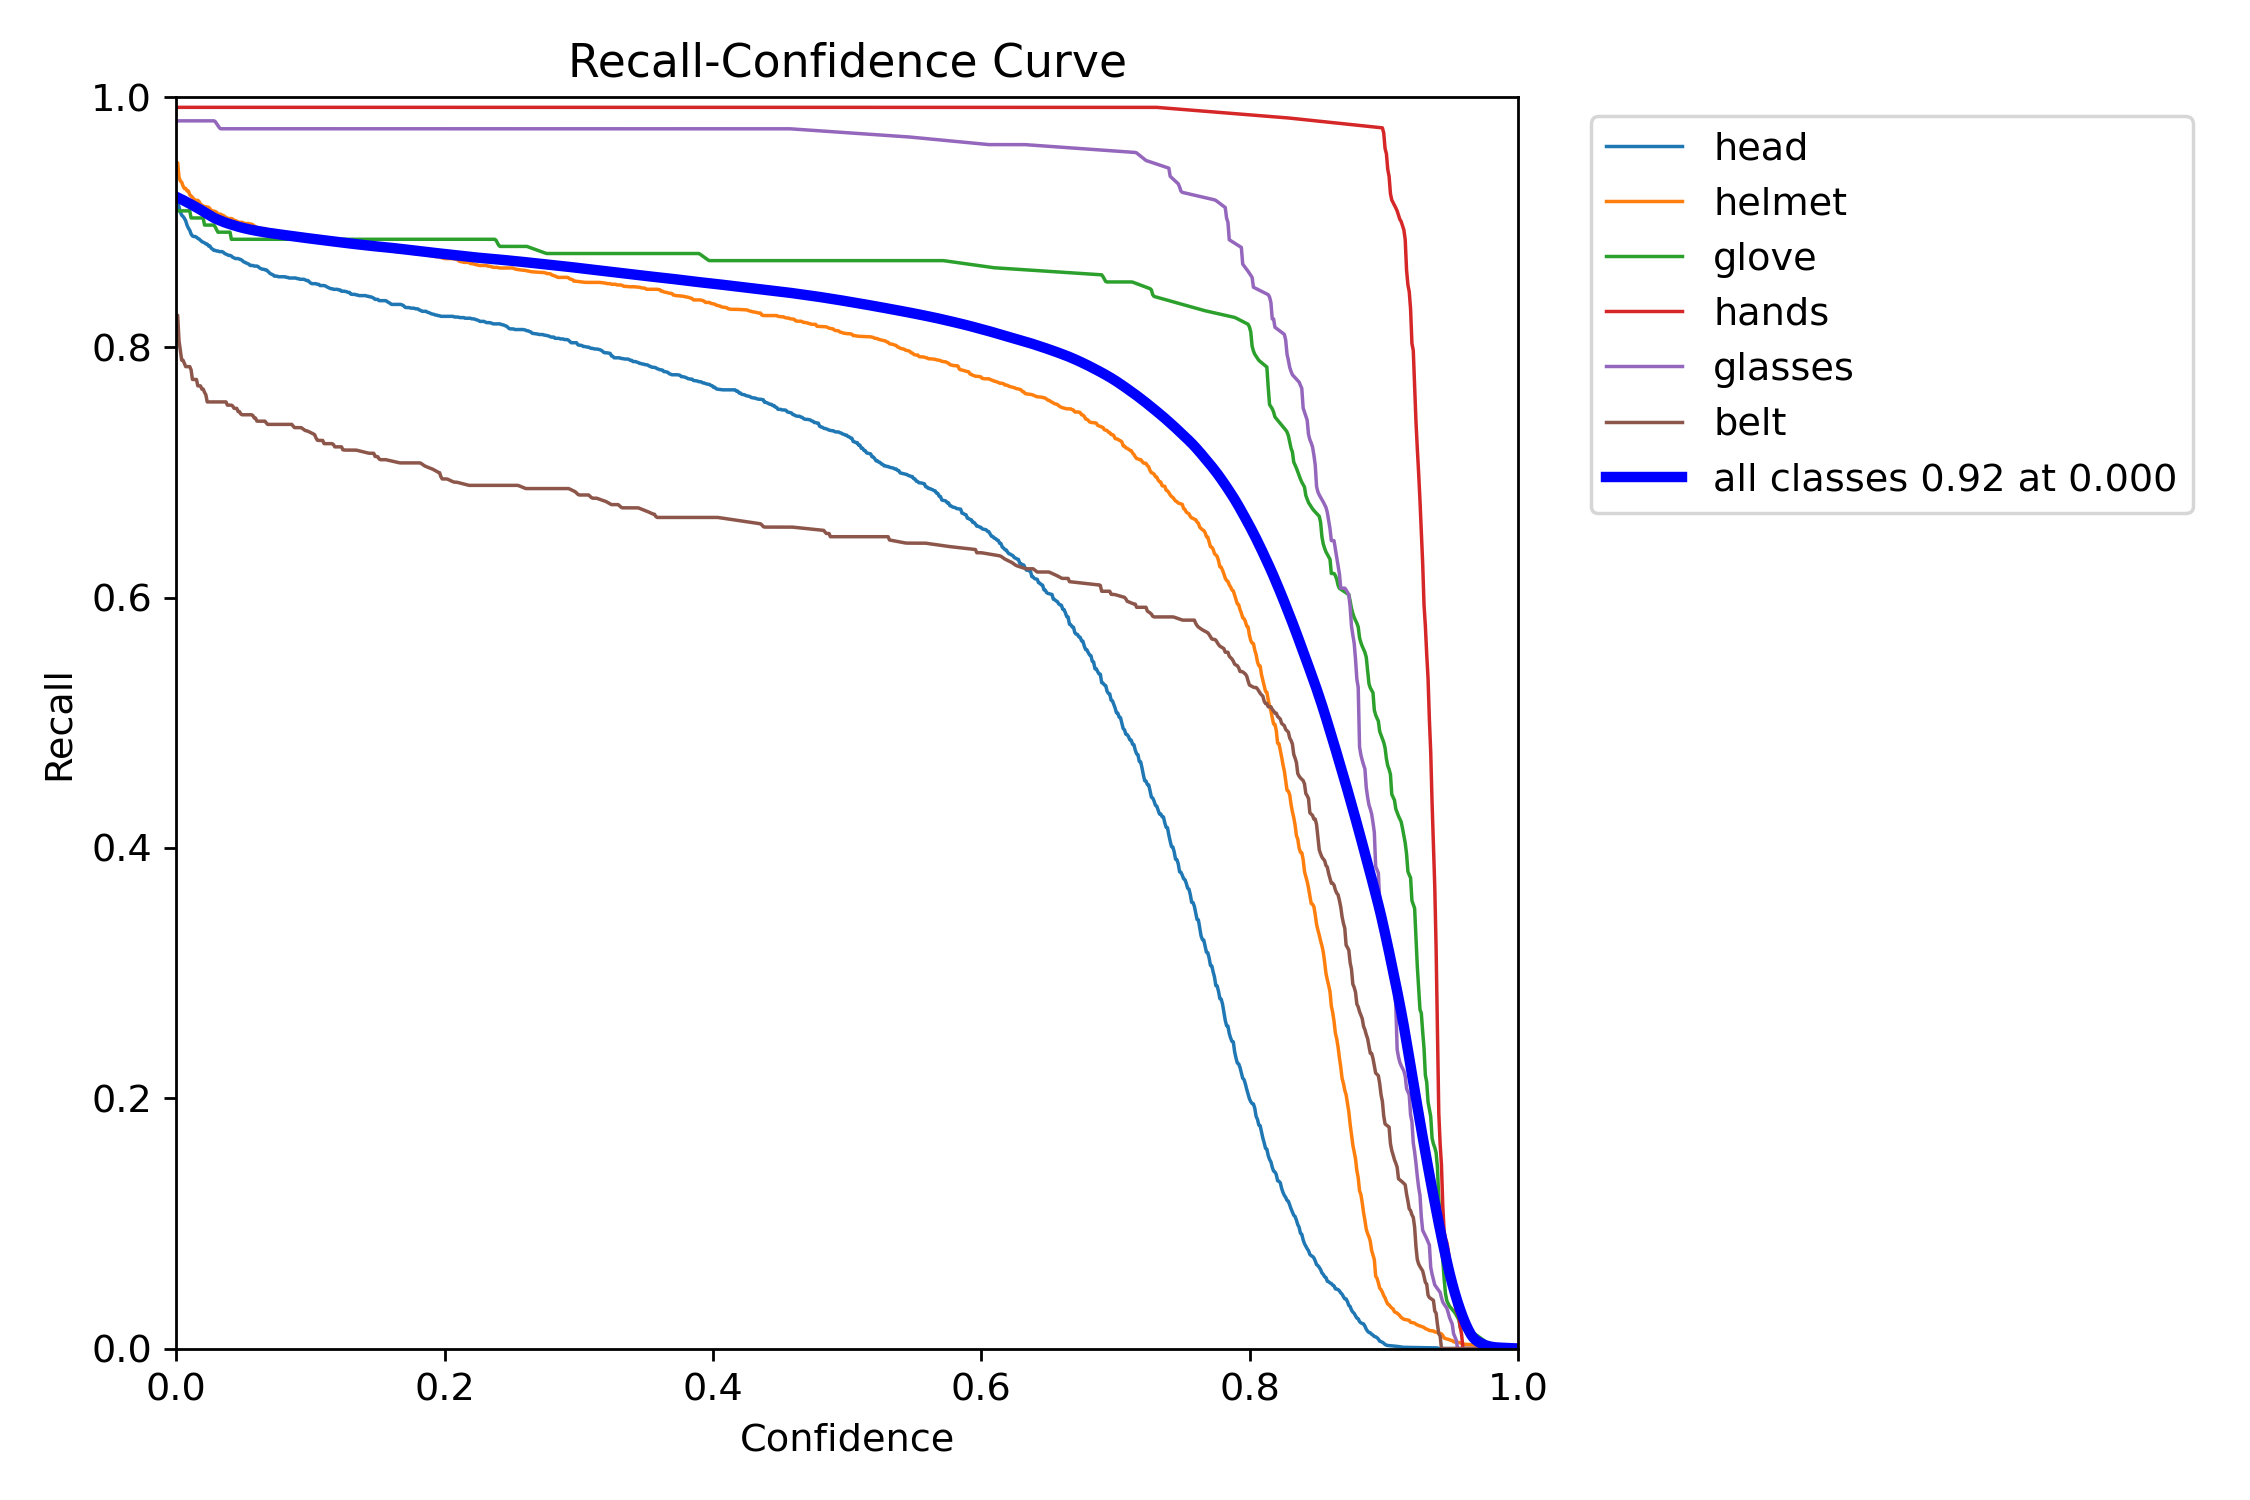 Recall-Confidence Curve
1.0
0.8
0.6
0.4
0.2
0.0
Recall
0.0 0.2 0.4 0.6 0.8 1.0
Confidence
head
helmet
glove
hands
glasses
belt
all classes 0.92 at 0.000